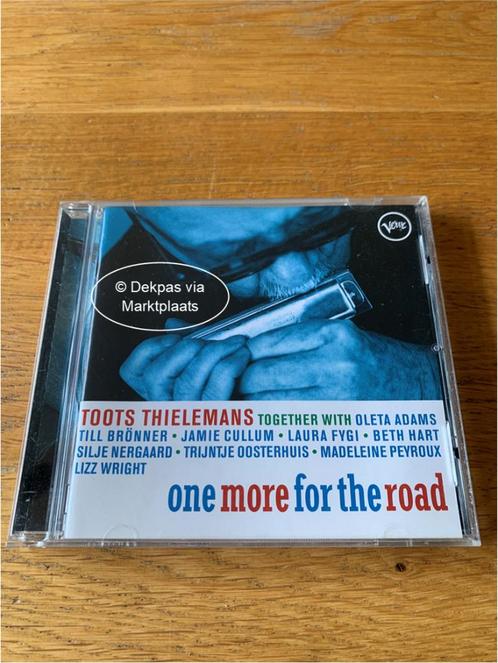 VERVE
© Dekpas via
Marktplaats
TOOTS THIELEMANS TOGETHER WITH OLETA ADAMS
TILL BRÖNNER • JAMIE CULLUM • LAURA FYGI • BETH HART
SILJE NERGAARD • TRIJNTJE OOSTERHUIS • MADELEINE PEYROUX
LIZZ WRIGHT
one more for the road